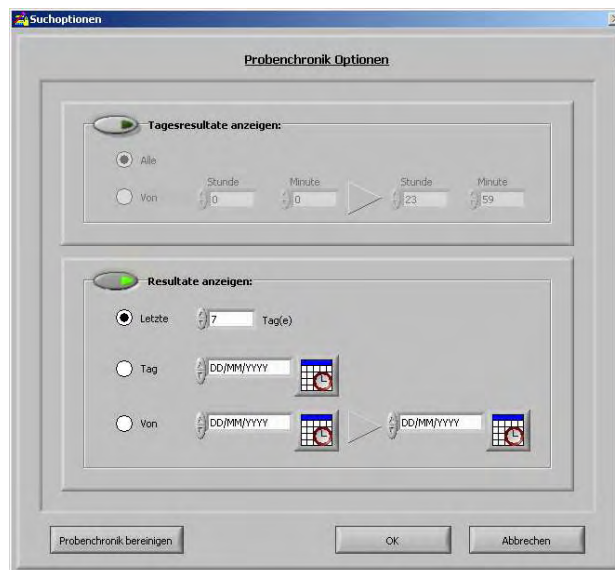 Suchoptionen
Probenchronik Optionen
Tagesresultate anzeigen:
Alle
Stunde Minute Stunde Minute
Von 0 0 23 59
Resultate anzeigen:
Letzte 7 Tag(e)
Tag DD/MM/YYYY
Von DD/MM/YYYY DD/MM/YYYY
Probenchronik bereinigen OK Abbrechen